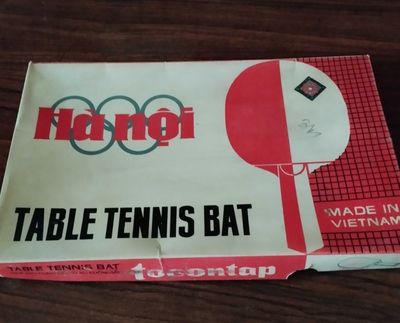 Hà nội
TABLE TENNIS BAT
MADE IN
VIETNAM
TABLE TENNIS BAT
tocontap